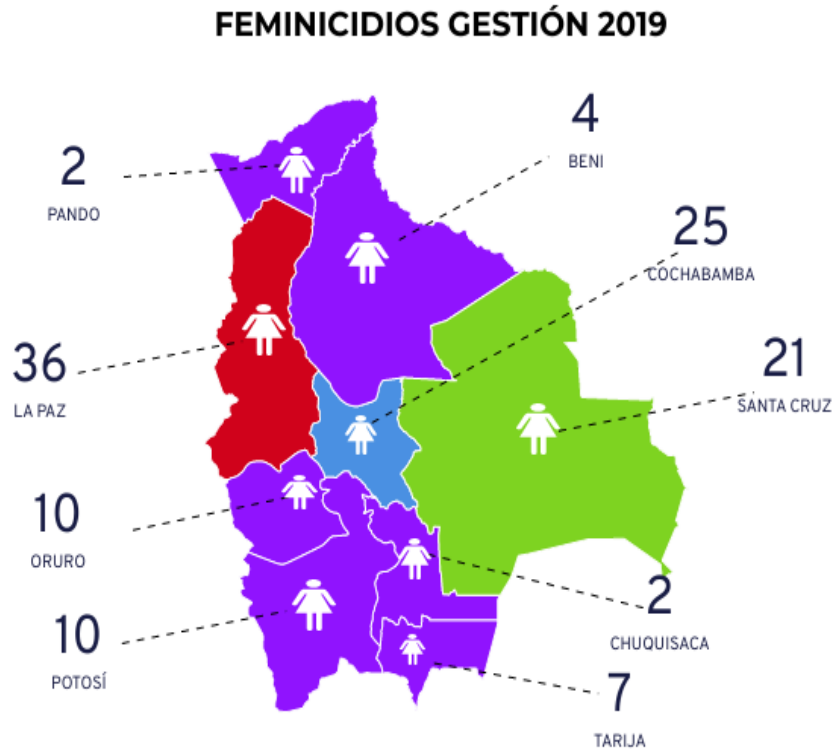 FEMINICIDIOS GESTIÓN 2019
4
BENI
2
PANDO
25
COCHABAMBA
36
LA PAZ
21
SANTA CRUZ
10
ORURO
2
CHUQUISACA
10
POTOSÍ
7
TARIJA